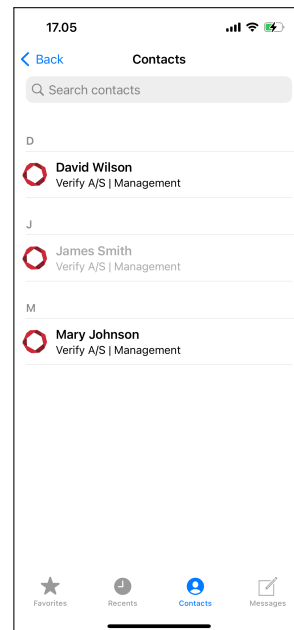 17.05
Back
Contacts
Search contacts
D
David Wilson
Verify A/S | Management
J
James Smith
Verify A/S | Management
M
Mary Johnson
Verify A/S | Management
Favorites
Recents
Contacts
Messages